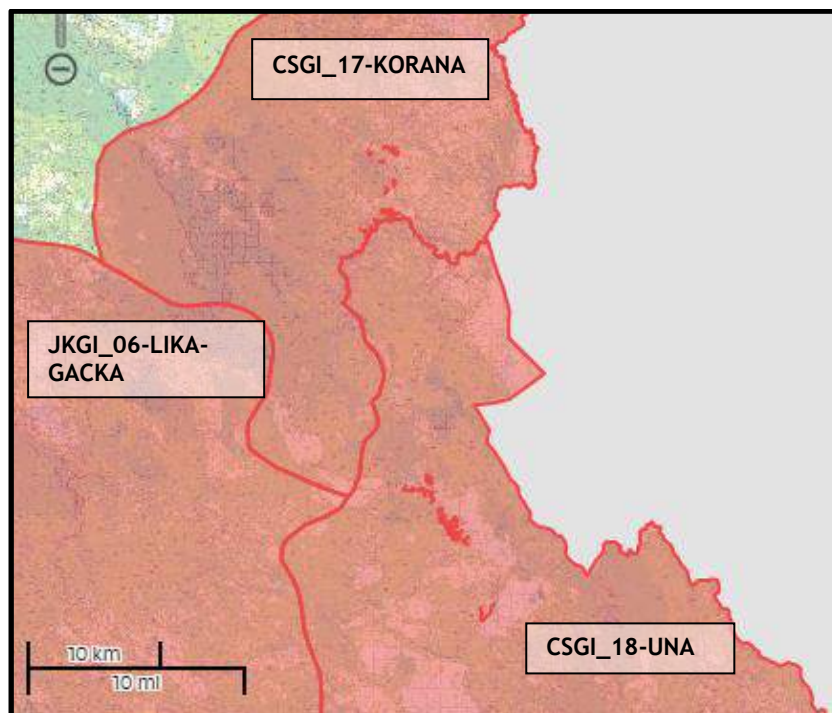 CSGI_17-KORANA
JKGI_06-LIKA-
GACKA
CSGI_18-UNA
10 km
10 mi